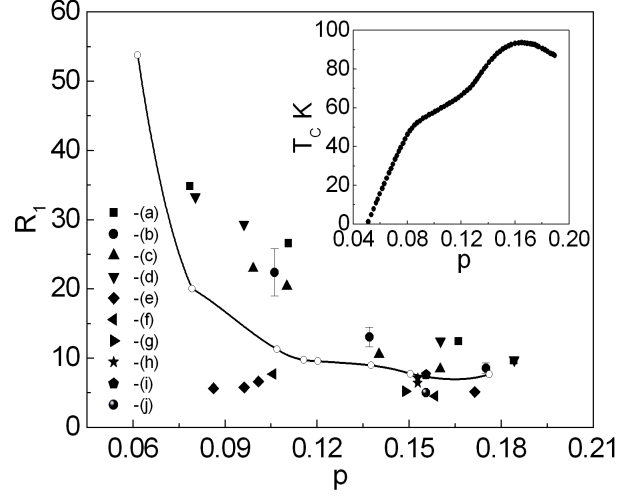 60
50
40
30
20
10
0
R1
0.06
0.09
0.12
0.15
0.18
0.21
p
-(a)
-(b)
-(c)
-(d)
-(e)
-(f)
-(g)
-(h)
-(i)
-(j)
100
80
60
40
20
0
TC K
0.04
0.08
0.12
0.16
0.20
p